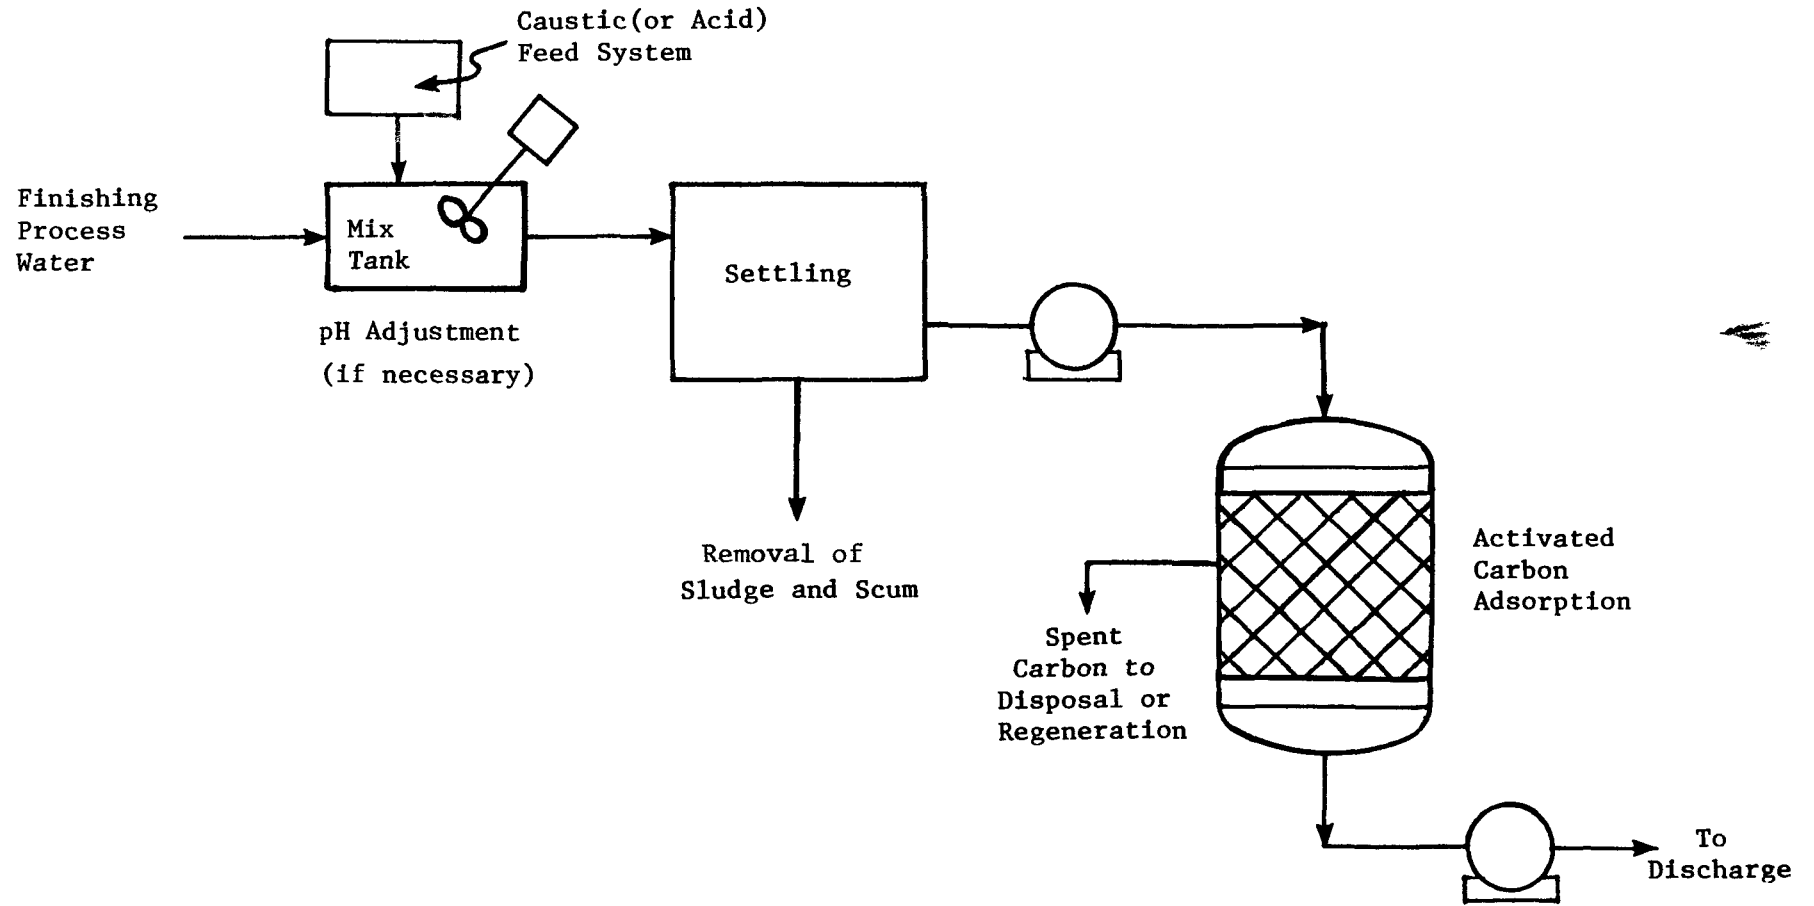 Caustic(or Acid)
Feed System
Finishing
Process
Water
Mix
Tank
pH Adjustment
(if necessary)
Settling
Removal of
Sludge and Scum
Activated
Carbon
Adsorption
Spent
Carbon to
Disposal or
Regeneration
To
Discharge